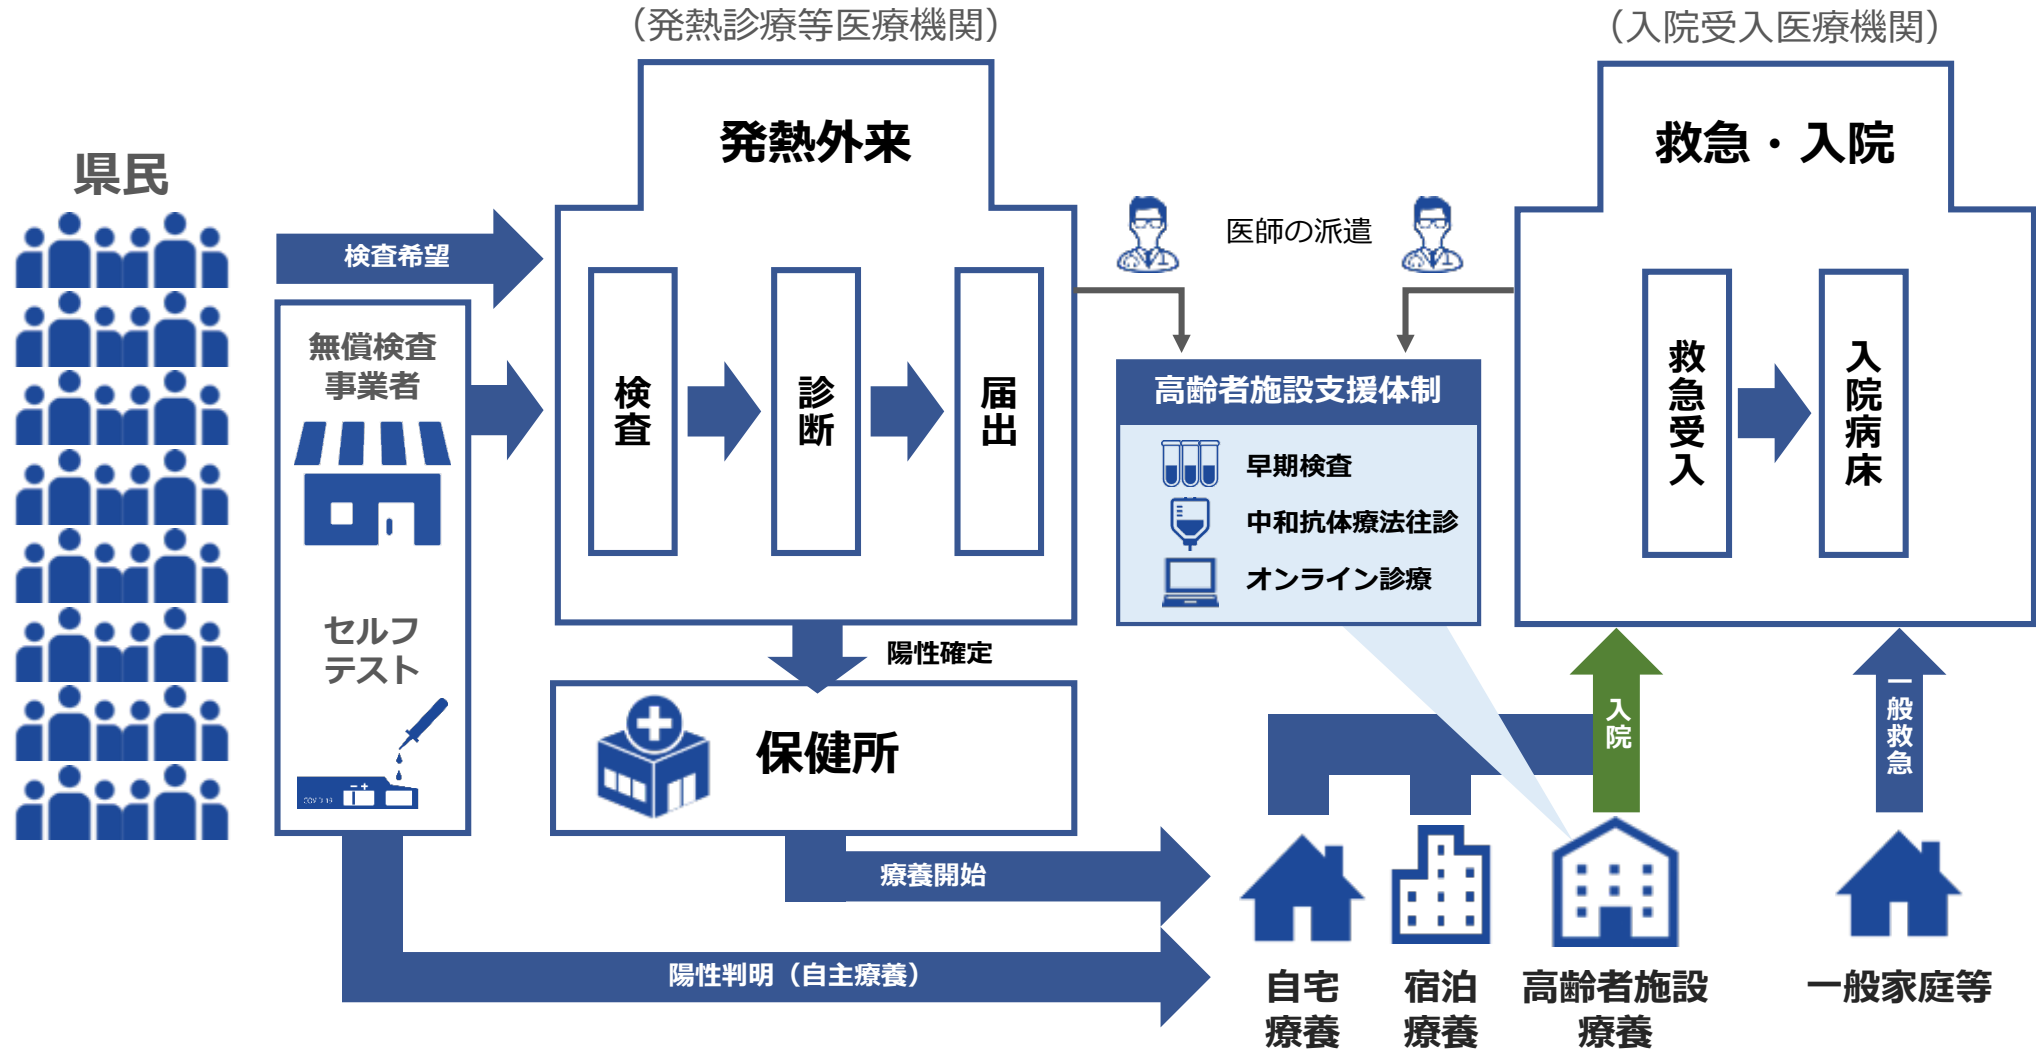 （発熱診療等医療機関）
（入院受入医療機関）
県民
発熱外来
救急・入院
検査希望
医師の派遣
無償検査
事業者
検査
診断
届出
高齢者施設支援体制
早期検査
中和抗体療法往診
オンライン診療
救急受入
入院病床
セルフ
テスト
陽性確定
保健所
入院
一般救急
療養開始
陽性判明（自主療養）
自宅
療養
宿泊
療養
高齢者施設
療養
一般家庭等